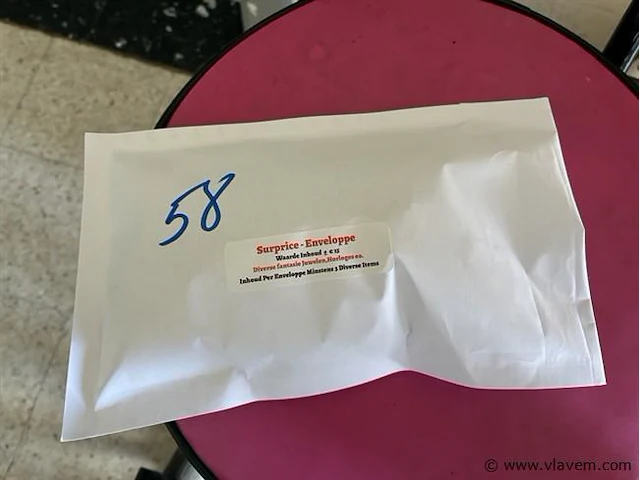 58
Surprice - Enveloppe
Waarde Inhoud ± € 15
Diverse fantasie Juwelen,Horloges eo.
Inhoud Per Enveloppe Minstens 3 Diverse Items
© www.vlavem.com